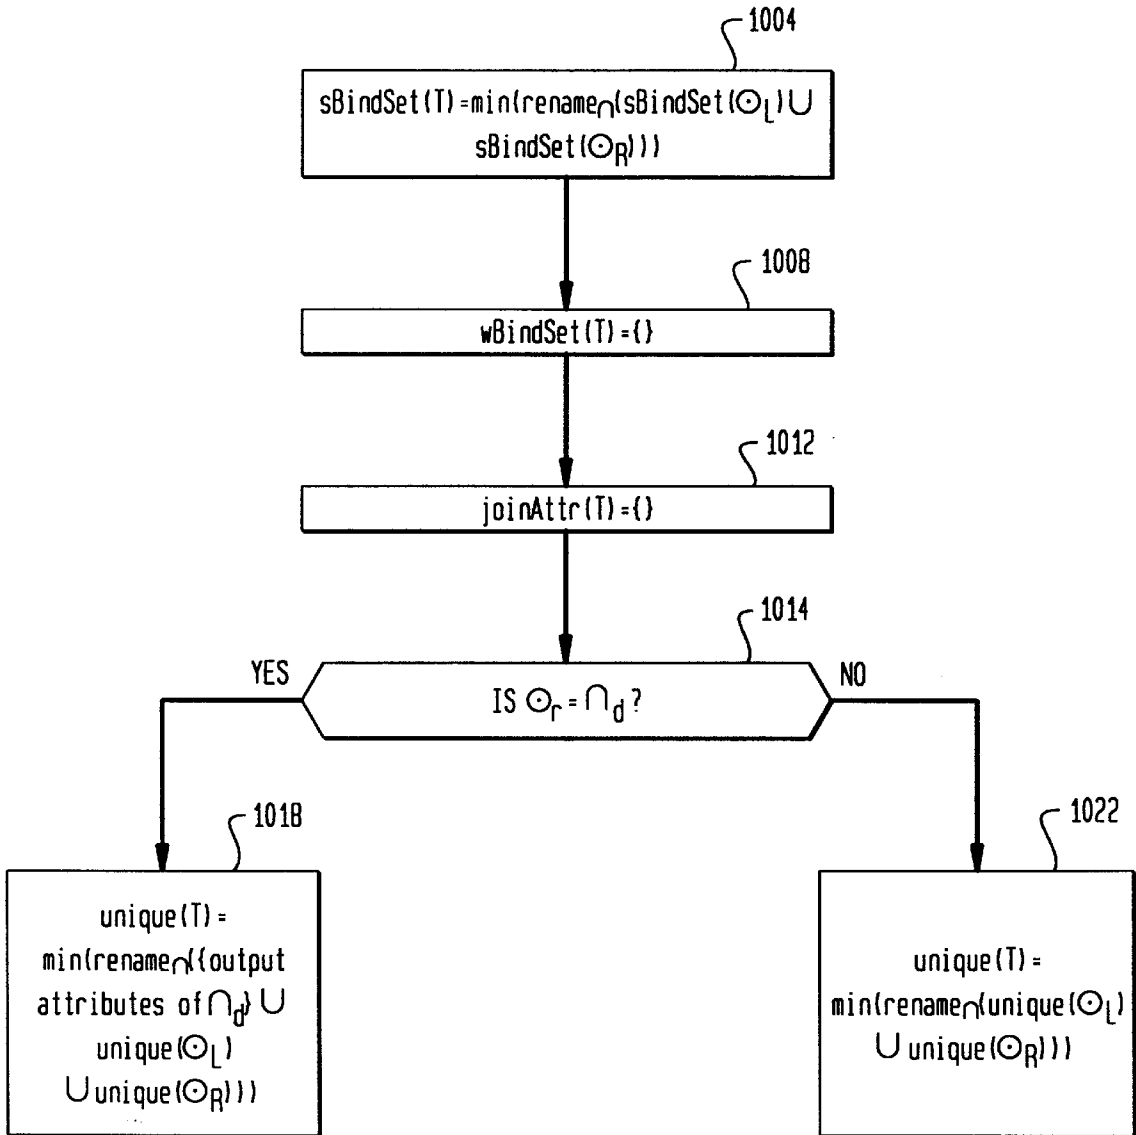 1004
sBindSet(T)=min(rename∩(sBindSet(⊙L)∪
sBindSet(⊙R)))
1008
wBindSet(T)={}
1012
joinAttr(T)={}
1014
YES
IS ⊙r=∩d?
NO
1018
unique(T)=
min(rename∩({output
attributes of∩d}∪
unique(⊙L)
∪unique(⊙R)))
1022
unique(T)=
min(rename∩(unique(⊙L)
∪unique(⊙R)))